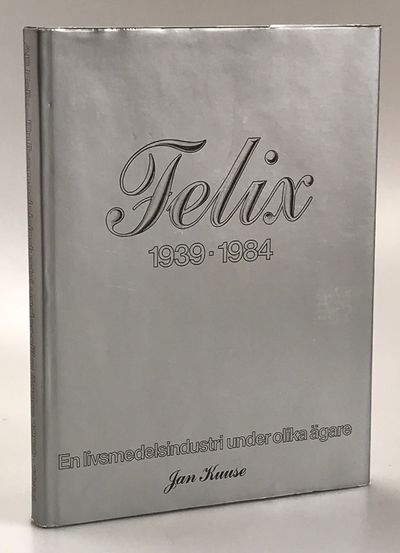 Felix
1939 · 1984
En livsmedelsindustri under olika ägare
Jan Kuuse